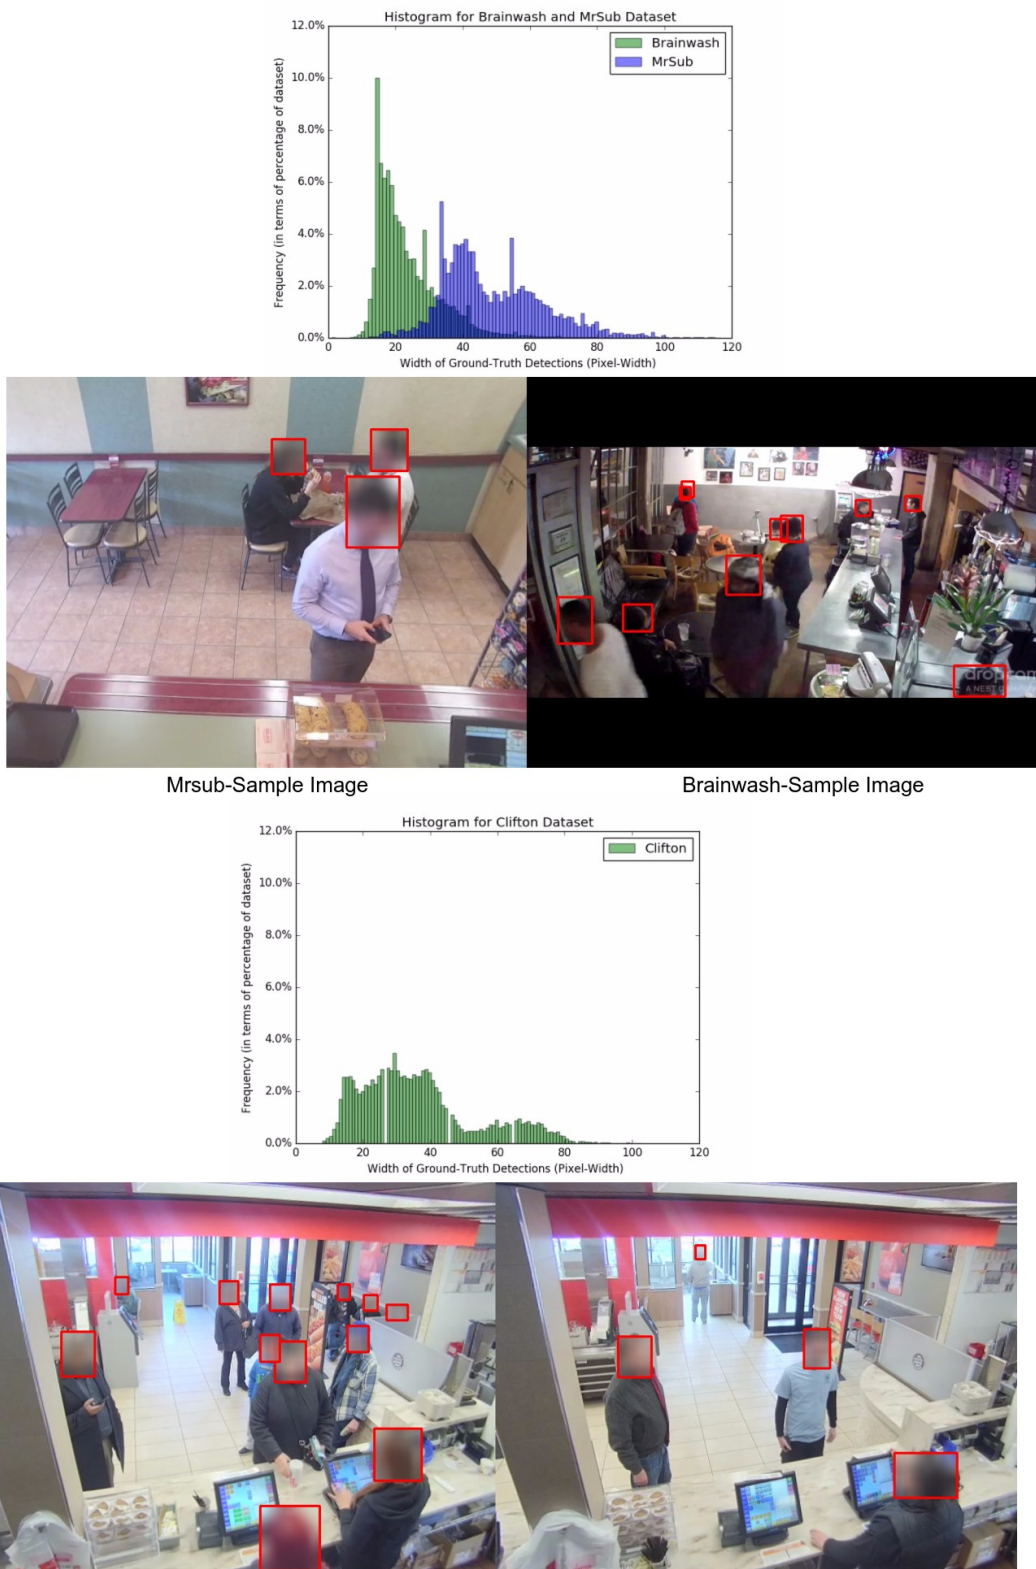 Histogram for Brainwash and MrSub Dataset
12.0%
10.0%
8.0%
6.0%
4.0%
2.0%
0.0%
Frequency (in terms of percentage of dataset)
Brainwash
MrSub
0 20 40 60 80 100 120
Width of Ground-Truth Detections (Pixel-Width)
A NEST
Mrsub-Sample Image
Brainwash-Sample Image
Histogram for Clifton Dataset
12.0%
10.0%
8.0%
6.0%
4.0%
2.0%
0.0%
Frequency (in terms of percentage of dataset)
Clifton
0 20 40 60 80 100 120
Width of Ground-Truth Detections (Pixel-Width)